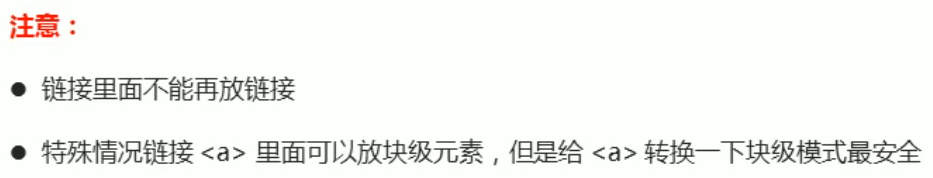 注意：
● 链接里面不能再放链接
● 特殊情况链接 <a> 里面可以放块级元素，但是给 <a> 转换一下块级模式最安全